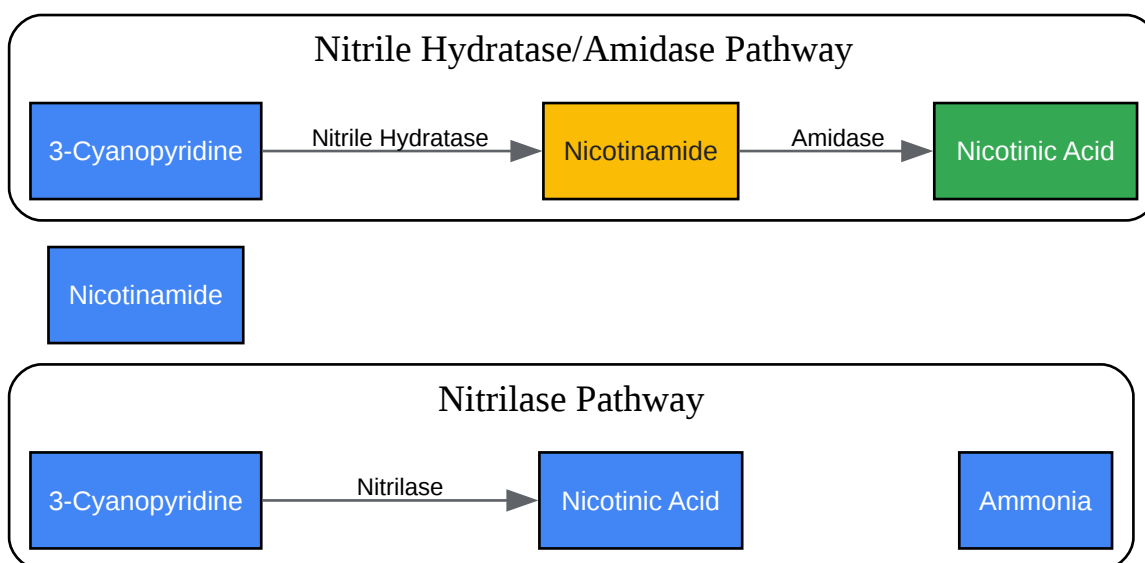 Nitrile Hydratase/Amidase Pathway
3-Cyanopyridine
Nitrile Hydratase
Nicotinamide
Amidase
Nicotinic Acid
Nicotinamide
Nitrilase Pathway
3-Cyanopyridine
Nitrilase
Nicotinic Acid
Ammonia